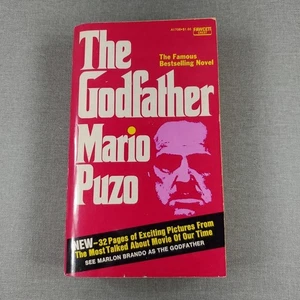 FAWCETT
The
The Famous
Bestselling Novel
Godfather
Mario
Puzo
NEW-32 Pages of Exciting Pictures From
The Most Talked About Movie Of Our Time
SEE MARLON BRANDO AS THE GODFATHER